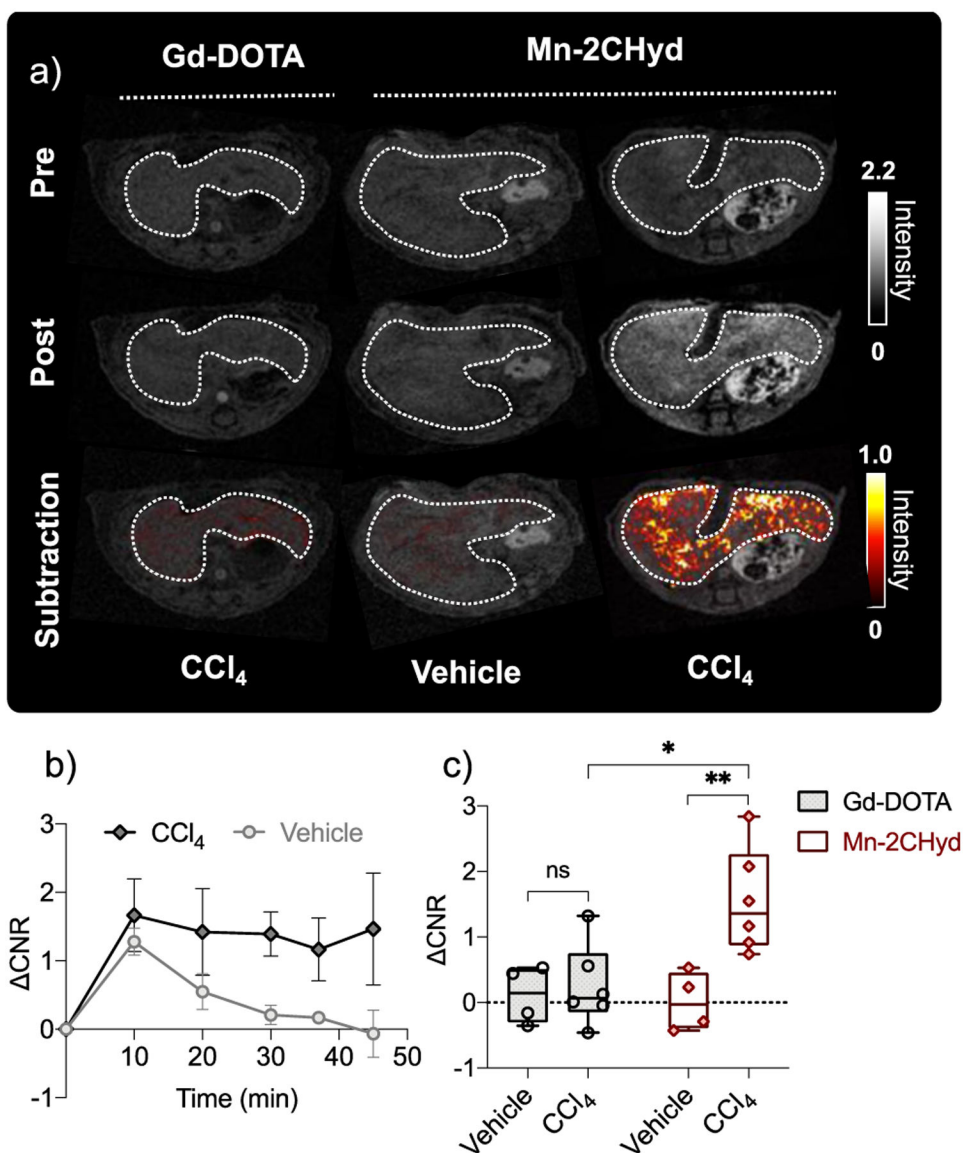 a)
Gd-DOTA
Mn-2CHyd
Pre
2.2
Intensity
0
Post
Subtraction
1.0
Intensity
0
CCl₄
Vehicle
CCl₄
b)
CCl₄
Vehicle
3
2
1
0
-1
ΔCNR
10
20
30
40
50
Time (min)
c)
*
**
ns
Gd-DOTA
Mn-2CHyd
3
2
1
0
-1
ΔCNR
Vehicle
CCl₄
Vehicle
CCl₄